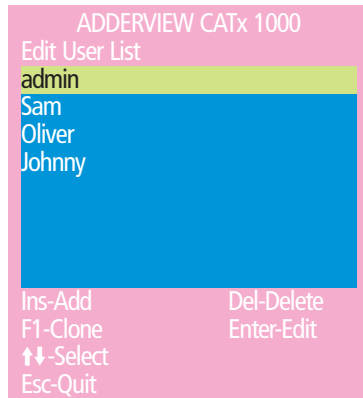 ADDERVIEW CATx 1000
Edit User List
admin
Sam
Oliver
Johnny
Ins-Add Del-Delete
F1-Clone Enter-Edit
⬆⬇-Select
Esc-Quit